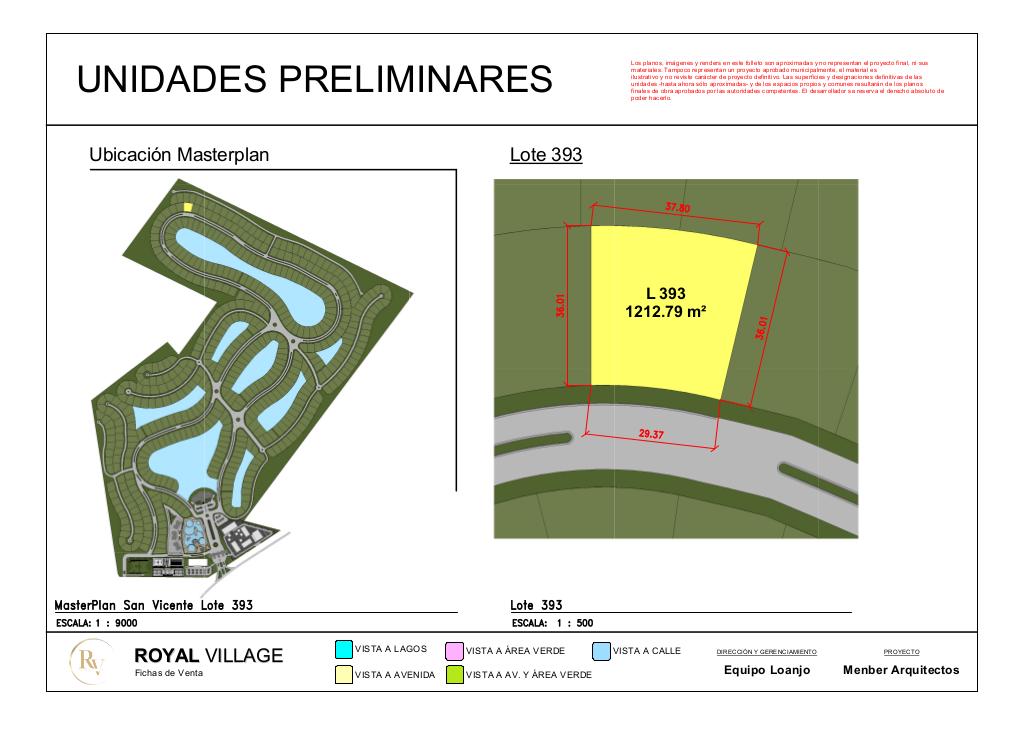 UNIDADES PRELIMINARES
Los planos, imágenes y renders en este folleto son aproximadas y no representan el proyecto final, ni sus
materiales. Tampoco representan un proyecto aprobado municipalmente, el material es
ilustrativo y no reviste carácter de proyecto definitivo. Las superficies y designaciones definitivas de las
unidades -hasta ahora sólo aproximadas- y de los espacios propios y comunes resultarán de los planos
finales de obra aprobados por las autoridades competentes. El desarrollador se reserva el derecho absoluto de
poder hacerlo.
Ubicación Masterplan
Lote 393
37.80
36.01
L 393
1212.79 m²
36.01
29.37
MasterPlan San Vicente Lote 393
ESCALA: 1 : 9000
Lote 393
ESCALA: 1 : 500
RV
ROYAL VILLAGE
Fichas de Venta
VISTA A LAGOS
VISTA A ÁREA VERDE
VISTA A CALLE
VISTA A AVENIDA
VISTA A AV. Y ÁREA VERDE
DIRECCIÓN Y GERENCIAMIENTO
Equipo Loanjo
PROYECTO
Menber Arquitectos